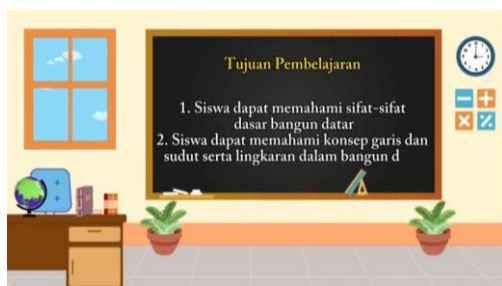 Tujuan Pembelajaran
1. Siswa dapat memahami sifat-sifat
dasar bangun datar
2. Siswa dapat memahami konsep garis dan
sudut serta lingkaran dalam bangun d